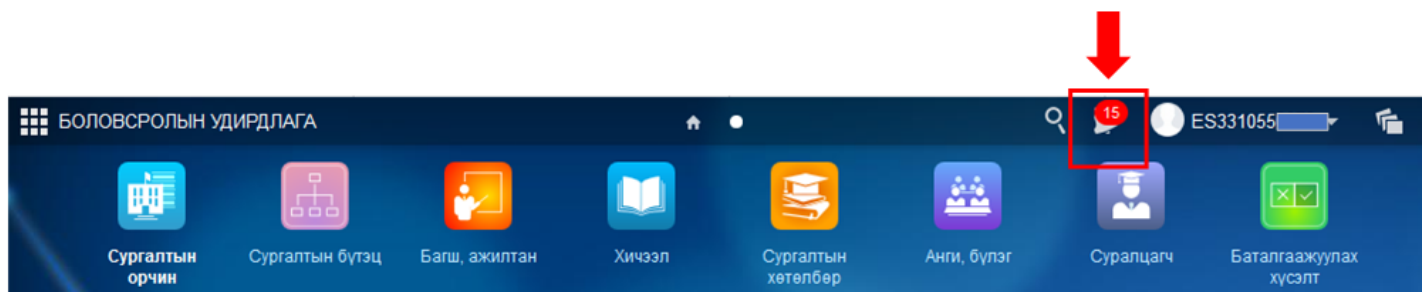 15
БОЛОВСРОЛЫН УДИРДЛАГА
ES331055
Сургалтын
орчин
Сургалтын бүтэц
Багш, ажилтан
Хичээл
Сургалтын
хөтөлбөр
Анги, бүлэг
Суралцагч
Баталгаажуулах
хүсэлт